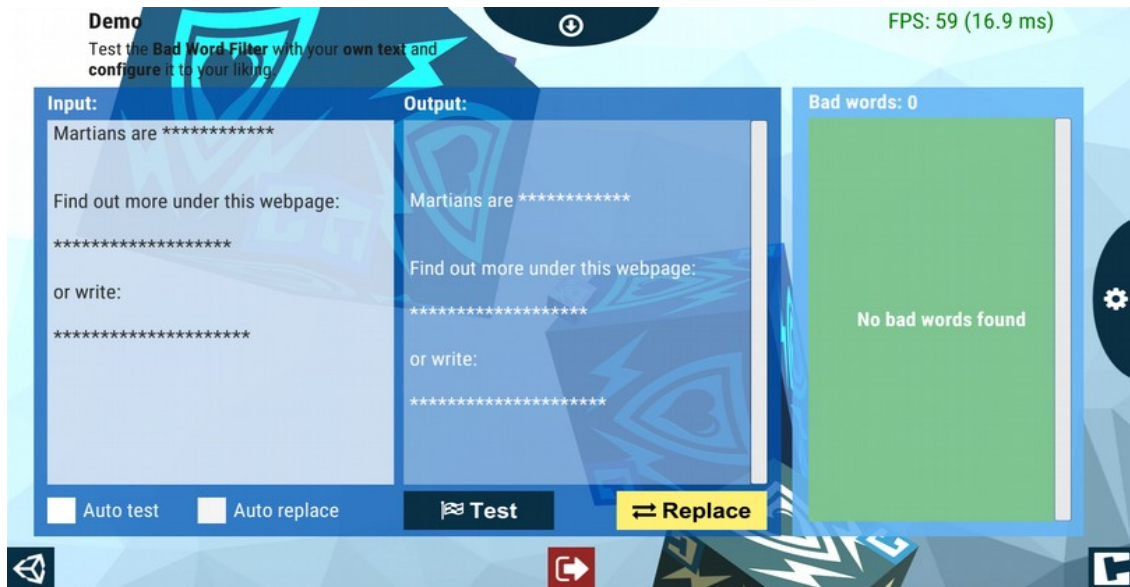 Demo
Test the Bad Word Filter with your own text and
configure it to your liking.
FPS: 59 (16.9 ms)
Input:
Martians are ************
Find out more under this webpage:
*******************
or write:
*********************
Auto test
Auto replace
Output:
Martians are ************
Find out more under this webpage:
*******************
or write:
*********************
Test
Replace
Bad words: 0
No bad words found